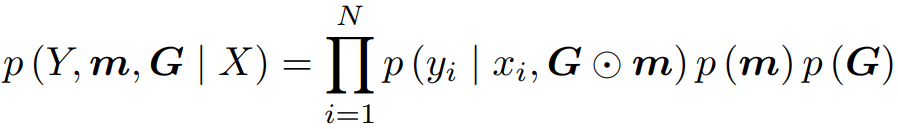 p (Y, m, G | X) = ∏_{i=1}^{N} p (y_i | x_i, G ⊙ m) p (m) p (G)